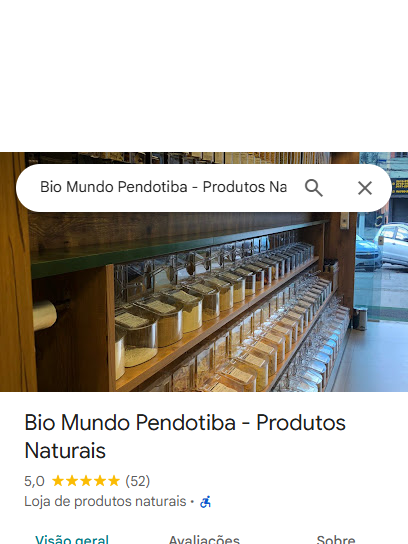 Bio Mundo Pendotiba - Produtos Na
Bio Mundo Pendotiba - Produtos
Naturais
5,0 (52)
Loja de produtos naturais ·
Visão geral Avaliações Sobre